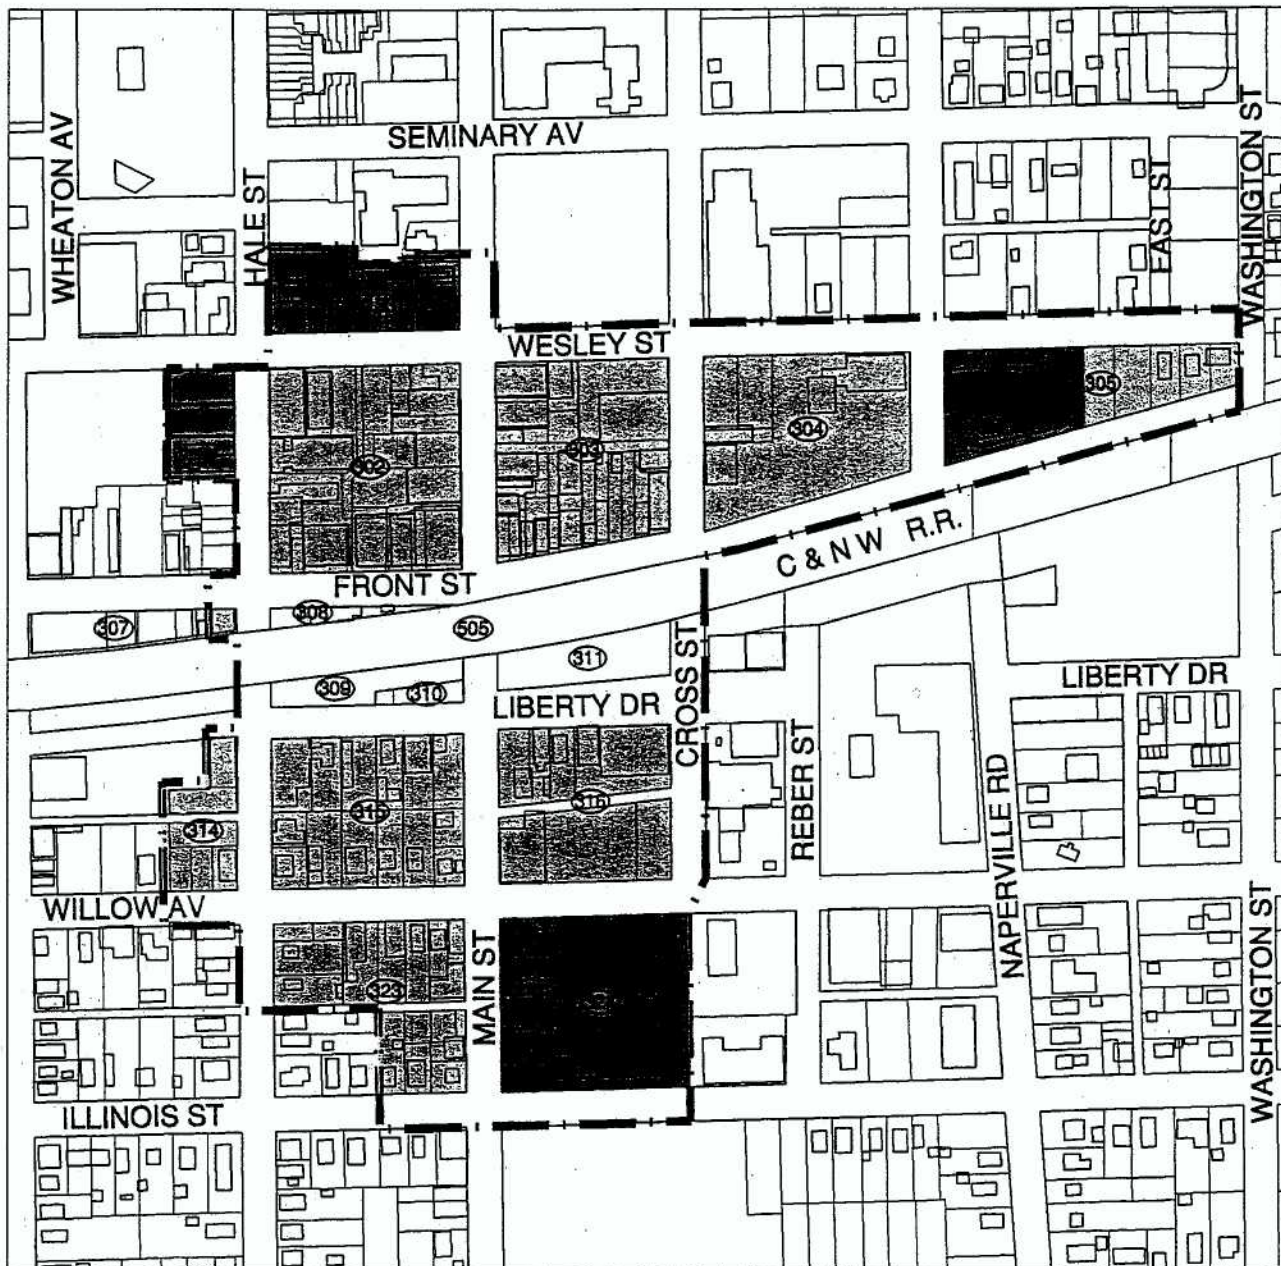 SEMINARY AV
WHEATON AV
HALE ST
EAST ST
WASHINGTON ST
WESLEY ST
305
304
302
303
C & N W R.R.
FRONT ST
308
307
505
311
CROSS ST
309
310
LIBERTY DR
LIBERTY DR
REBER ST
NAPERVILLE RD
315
316
314
WILLOW AV
MAIN ST
323
WASHINGTON ST
ILLINOIS ST